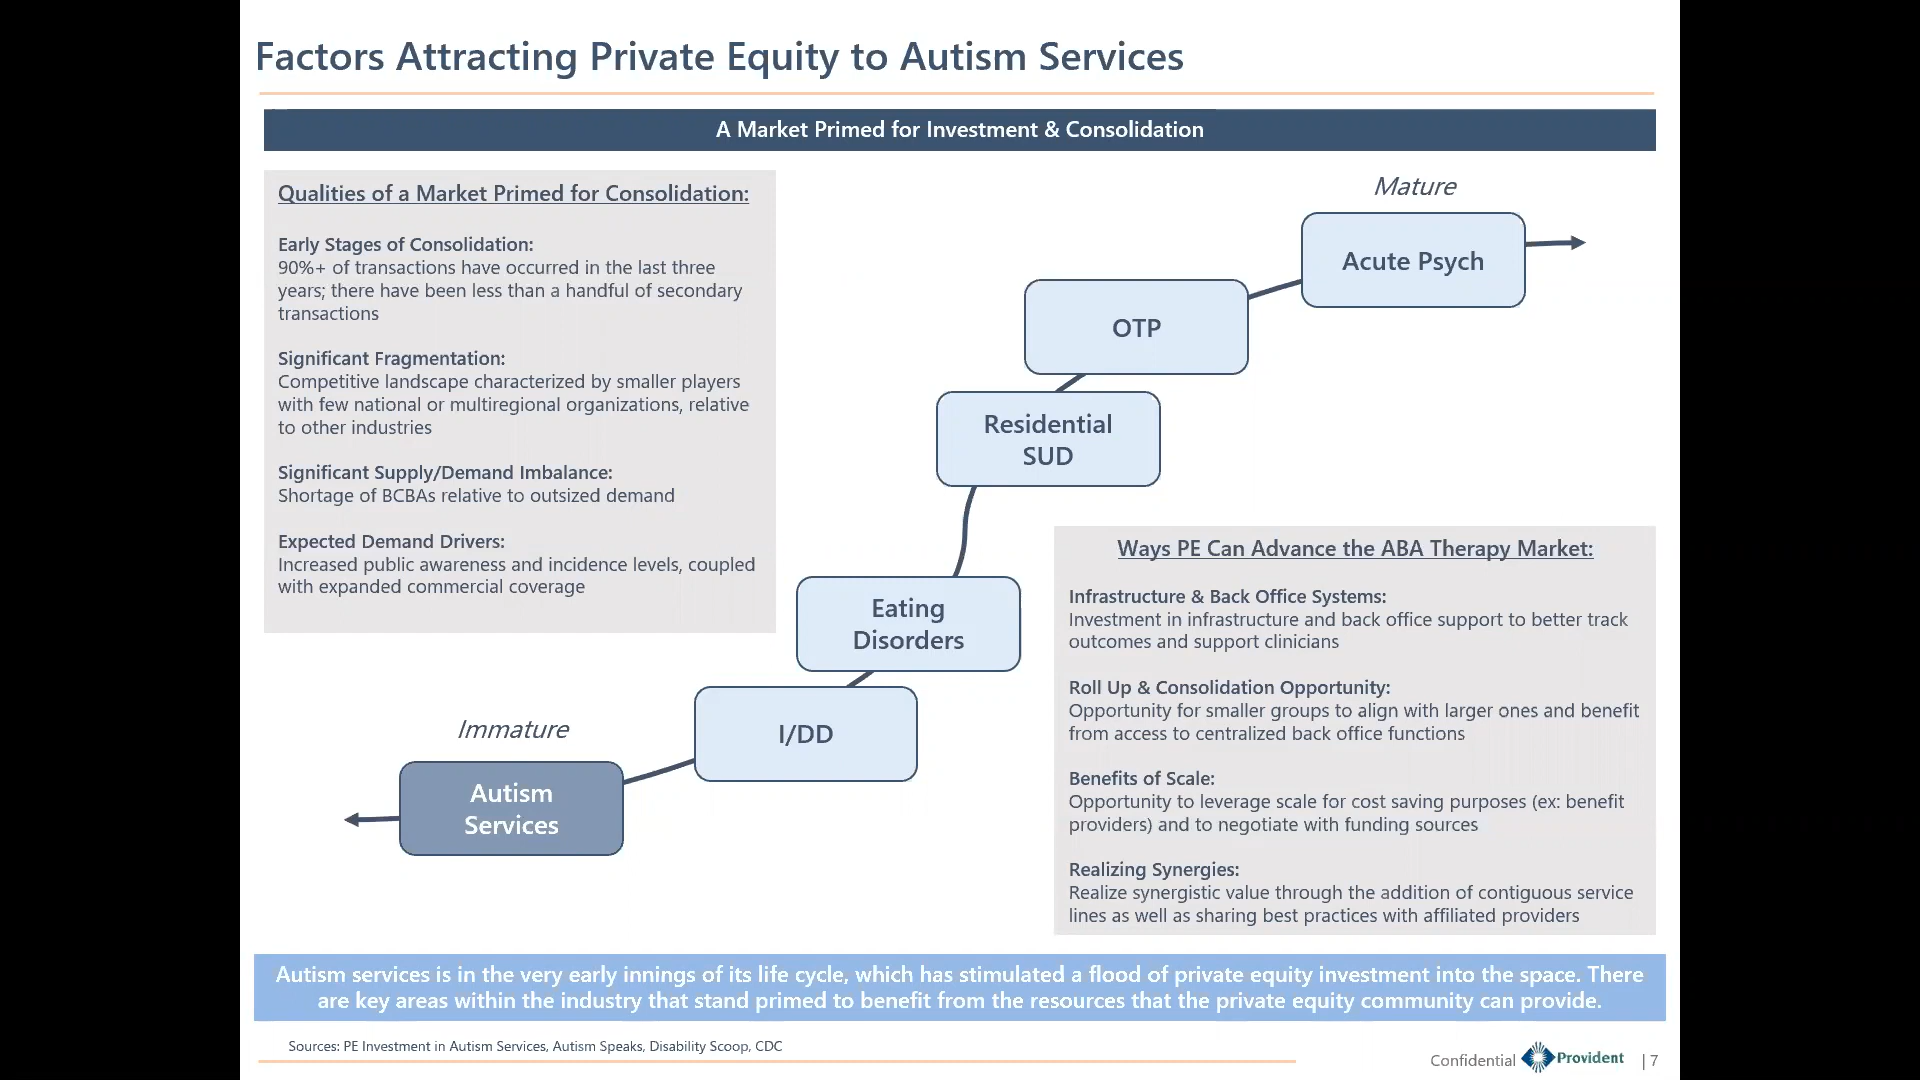 Factors Attracting Private Equity to Autism Services
A Market Primed for Investment & Consolidation
Qualities of a Market Primed for Consolidation:
Early Stages of Consolidation:
90%+ of transactions have occurred in the last three
years; there have been less than a handful of secondary
transactions
Significant Fragmentation:
Competitive landscape characterized by smaller players
with few national or multiregional organizations, relative
to other industries
Significant Supply/Demand Imbalance:
Shortage of BCBAs relative to outsized demand
Expected Demand Drivers:
Increased public awareness and incidence levels, coupled
with expanded commercial coverage
Mature
Acute Psych
OTP
Residential
SUD
Eating
Disorders
I/DD
Immature
Autism
Services
Ways PE Can Advance the ABA Therapy Market:
Infrastructure & Back Office Systems:
Investment in infrastructure and back office support to better track
outcomes and support clinicians
Roll Up & Consolidation Opportunity:
Opportunity for smaller groups to align with larger ones and benefit
from access to centralized back office functions
Benefits of Scale:
Opportunity to leverage scale for cost saving purposes (ex: benefit
providers) and to negotiate with funding sources
Realizing Synergies:
Realize synergistic value through the addition of contiguous service
lines as well as sharing best practices with affiliated providers
Autism services is in the very early innings of its life cycle, which has stimulated a flood of private equity investment into the space. There
are key areas within the industry that stand primed to benefit from the resources that the private equity community can provide.
Sources: PE Investment in Autism Services, Autism Speaks, Disability Scoop, CDC
Confidential Provident | 7